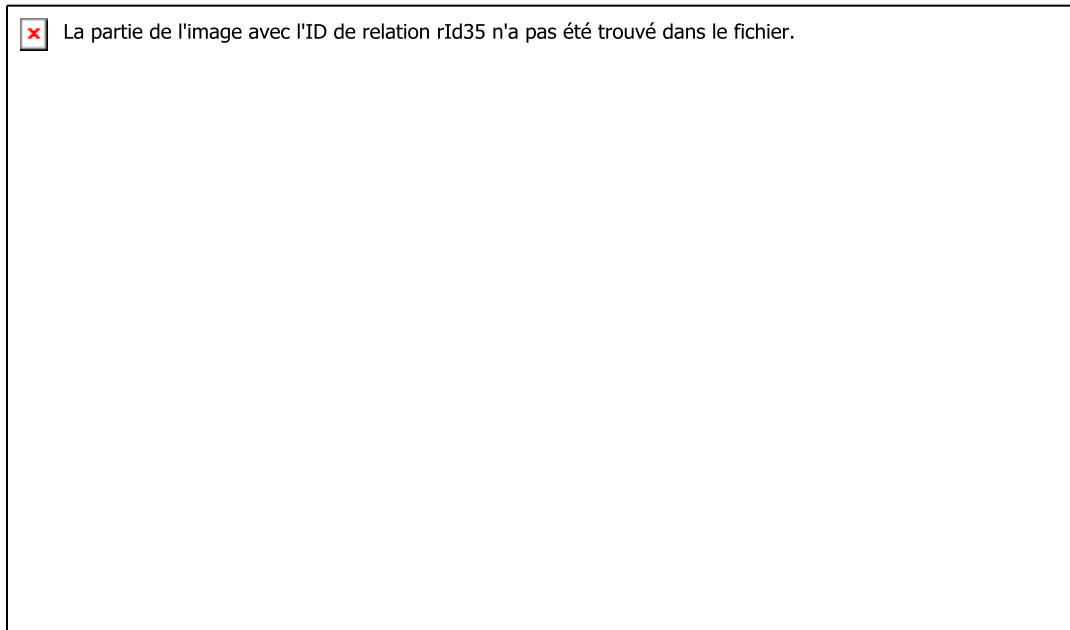 La partie de l'image avec l'ID de relation rId35 n'a pas été trouvé dans le fichier.